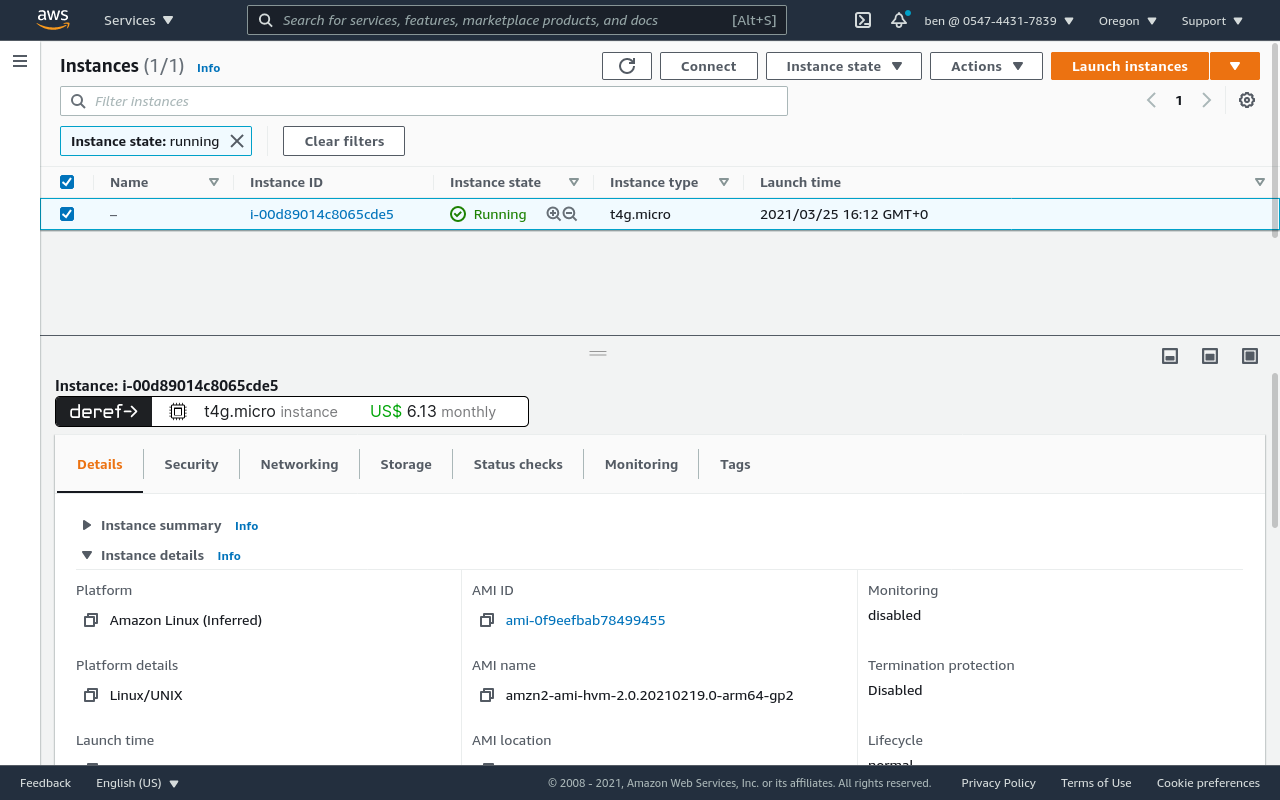 aws Services Search for services, features, marketplace products, and docs [Alt+S] ben @ 0547-4431-7839 Oregon Support
Instances (1/1) Info Connect Instance state Actions Launch instances
Filter instances 1
Instance state: running Clear filters
Name Instance ID Instance state Instance type Launch time
– i-00d89014c8065cde5 Running t4g.micro 2021/03/25 16:12 GMT+0
Instance: i-00d89014c8065cde5
deref t4g.micro instance US$ 6.13 monthly
Details Security Networking Storage Status checks Monitoring Tags
Instance summary Info
Instance details Info
Platform AMI ID Monitoring
Amazon Linux (Inferred) ami-0f9eefbab78499455 disabled
Platform details AMI name Termination protection
Linux/UNIX amzn2-ami-hvm-2.0.20210219.0-arm64-gp2 Disabled
Launch time AMI location Lifecycle
normal
Feedback English (US) © 2008 - 2021, Amazon Web Services, Inc. or its affiliates. All rights reserved. Privacy Policy Terms of Use Cookie preferences